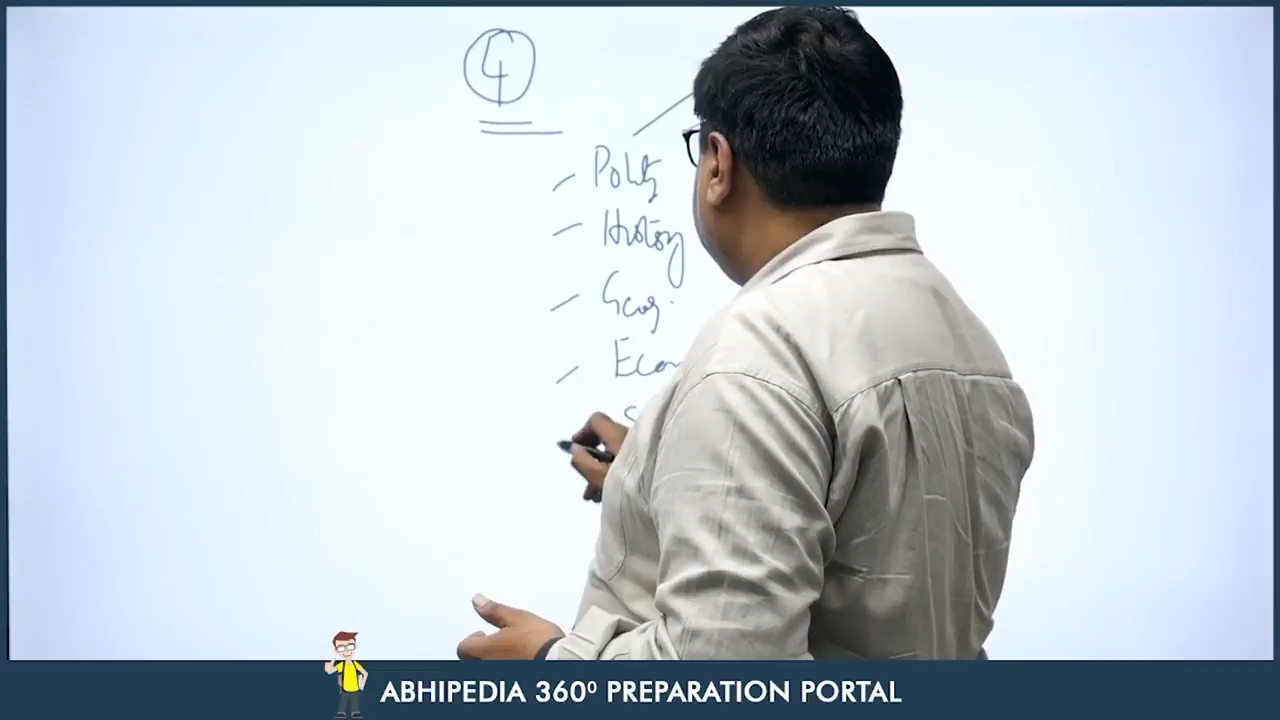 4
Polity
History
Geog.
Econ
S
ABHIPEDIA 360⁰ PREPARATION PORTAL